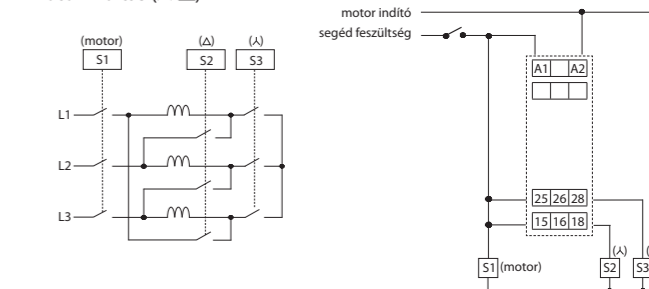 (motor) (△) (⅄)
S1 S2 S3
L1
L2
L3
motor indító
segéd feszültség
A1 A2
25 26 28
15 16 18
(⅄)
S1 (motor) S2 S3